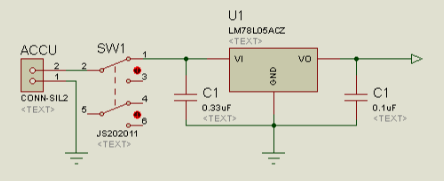 U1
LM78L05ACZ
<TEXT>
ACCU
SW1
2
1
2
1
VI
VO
GND
3
CONN-SIL2
<TEXT>
5
4
6
JS202011
<TEXT>
C1
0.33uF
<TEXT>
C1
0.1uF
<TEXT>